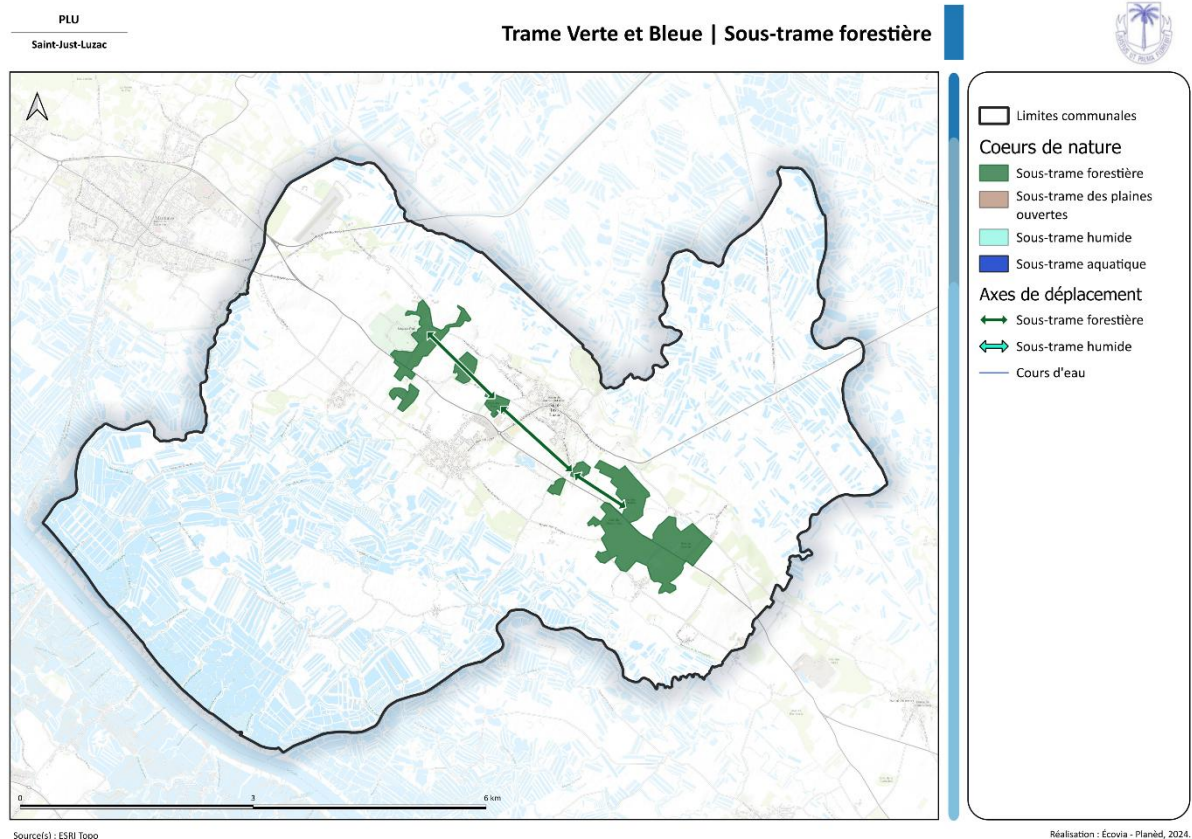 PLU
Saint-Just-Luzac
Trame Verte et Bleue | Sous-trame forestière
Limites communales
Coeurs de nature
Sous-trame forestière
Sous-trame des plaines
ouvertes
Sous-trame humide
Sous-trame aquatique
Axes de déplacement
Sous-trame forestière
Sous-trame humide
Cours d'eau
0
3
6 km
Source(s) : ESRI Topo
Réalisation : Écovia - Planèd, 2024.